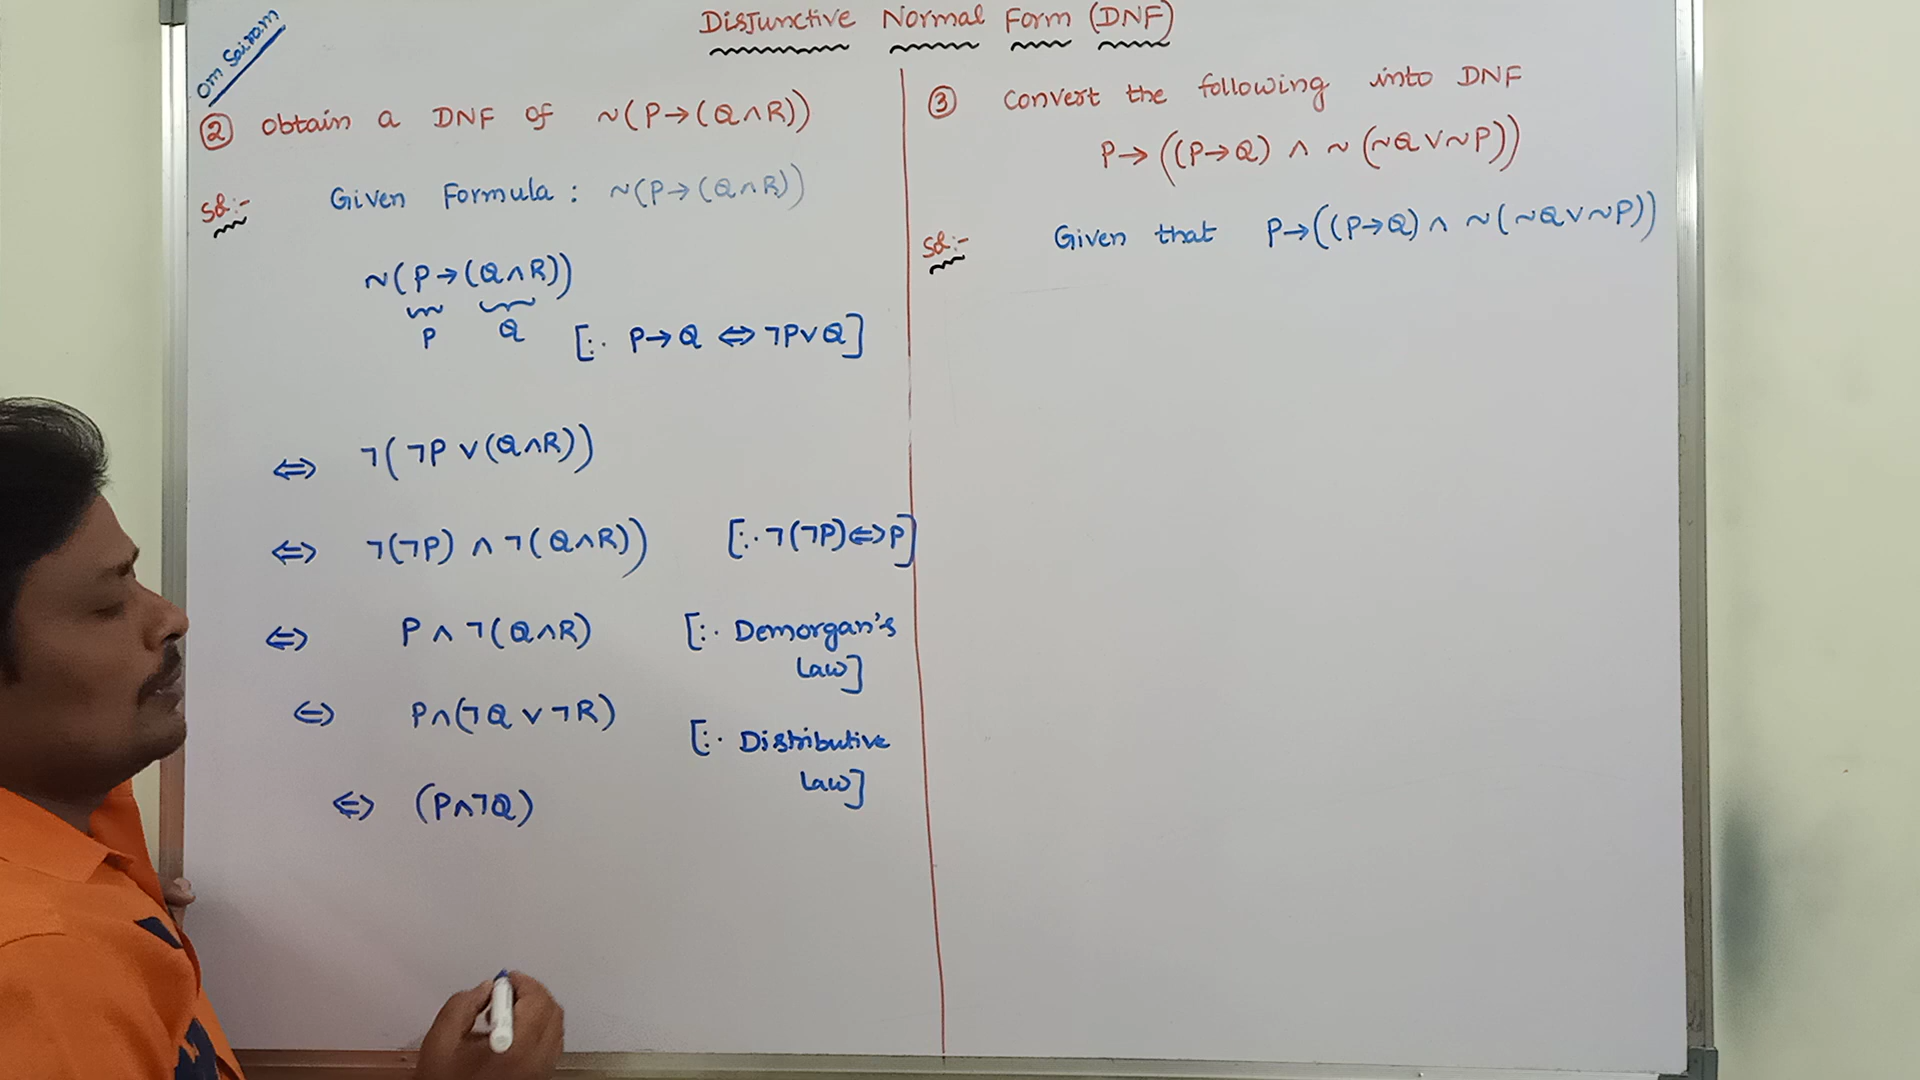 Om Sairam
Disjunctive Normal Form (DNF)
② Obtain a DNF of ~(P→(Q∧R))
Sol:- Given Formula : ~(P→(Q∧R))
~(P→(Q∧R))
P Q [∵ P→Q ⇔ ¬P∨Q]
⇔ ¬(¬P ∨ (Q∧R))
⇔ ¬(¬P) ∧ ¬(Q∧R)) [∵ ¬(¬P)⇔P]
⇔ P ∧ ¬(Q∧R) [∵ Demorgan's
Law]
⇔ P∧(¬Q ∨ ¬R)
[∵ Distributive
Law]
⇔ (P∧¬Q)
③ Convert the following into DNF
P→((P→Q) ∧ ~(~Q∨~P))
Sol:- Given that P→((P→Q) ∧ ~(~Q∨~P))